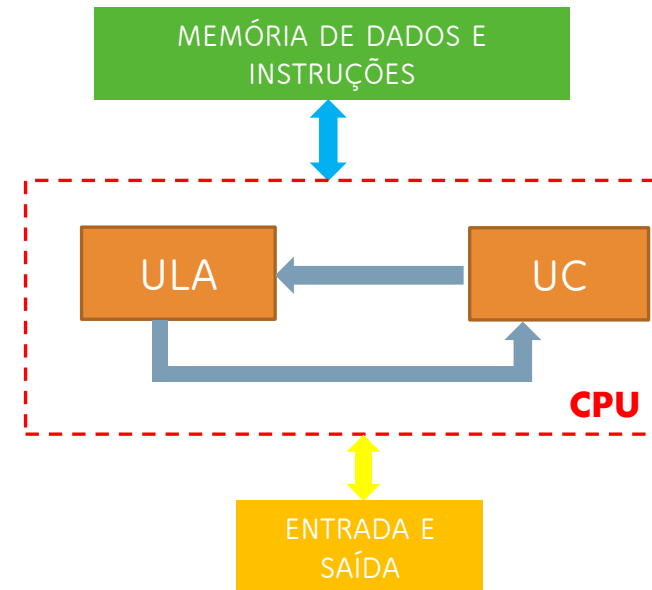 MEMÓRIA DE DADOS E
INSTRUÇÕES
ULA
UC
CPU
ENTRADA E
SAÍDA